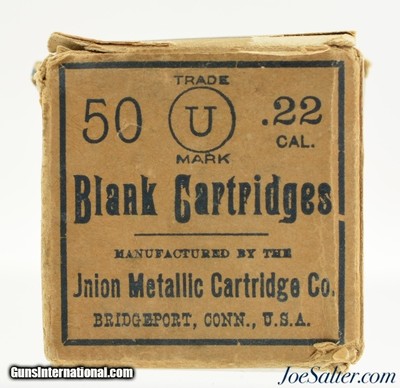 TRADE
50 U .22
MARK CAL.
Blank Cartridges
MANUFACTURED BY THE
Jnion Metallic Cartridge Co.
BRIDGEPORT, CONN., U.S.A.
GunsInternational.com
JoeSalter.com